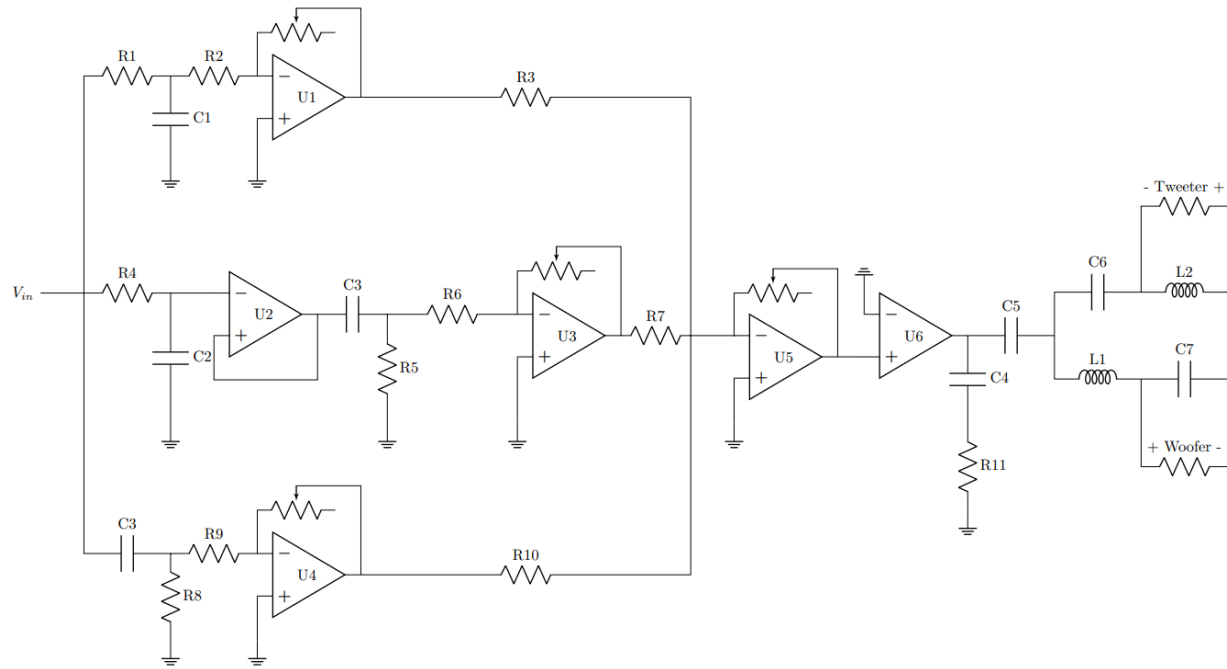 R1
R2
U1
C1
R3
- Tweeter +
V_in
R4
U2
C3
R6
U3
R7
U5
U6
C5
C6
L2
C2
R5
L1
C7
C4
+ Woofer -
R11
C3
R9
U4
R10
R8